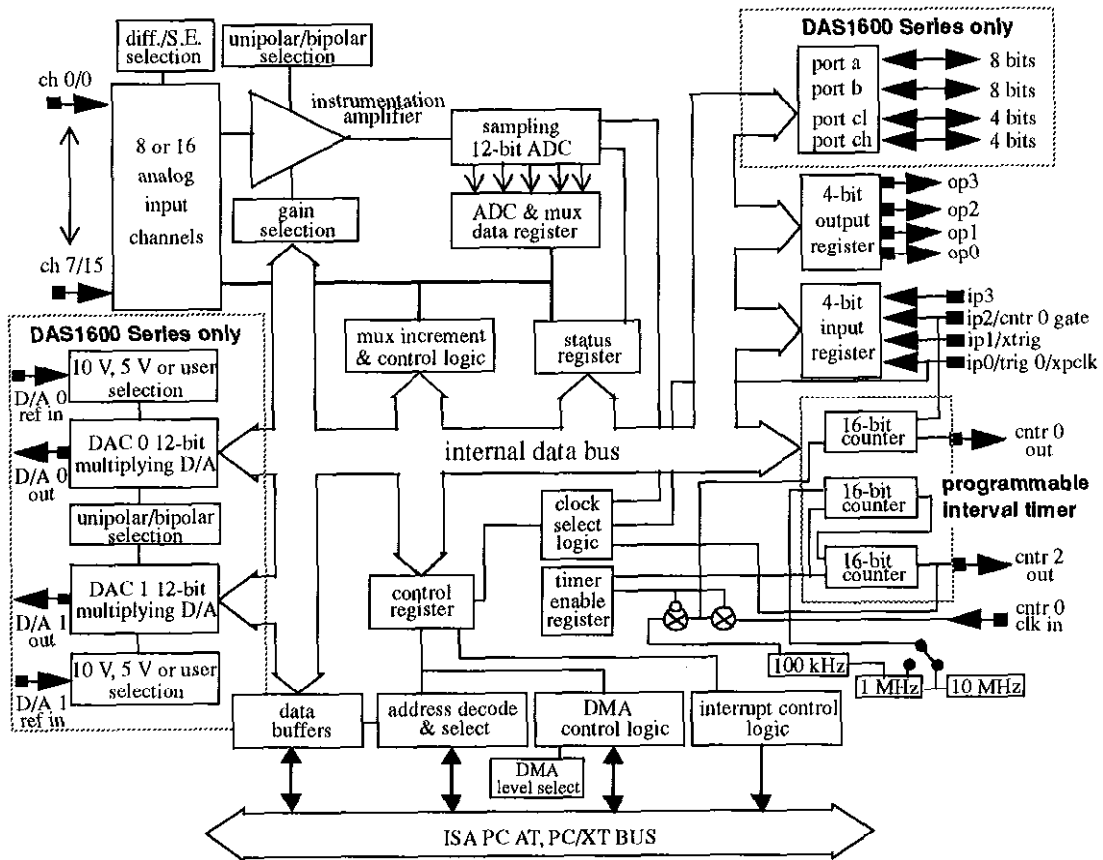 diff./S.E.
selection
unipolar/bipolar
selection
DAS1600 Series only
ch 0/0
8 or 16
analog
input
channels
ch 7/15
instrumentation
amplifier
sampling
12-bit ADC
port a
port b
port cl
port ch
8 bits
8 bits
4 bits
4 bits
gain
selection
ADC & mux
data register
4-bit
output
register
op3
op2
op1
op0
mux increment
& control logic
status
register
4-bit
input
register
ip3
ip2/cntr 0 gate
ip1/xtrig
ip0/trig 0/xpclk
DAS1600 Series only
10 V, 5 V or user
selection
D/A 0
ref in
DAC 0 12-bit
multiplying D/A
D/A 0
out
unipolar/bipolar
selection
DAC 1 12-bit
multiplying D/A
D/A 1
out
10 V, 5 V or user
selection
D/A 1
ref in
internal data bus
16-bit
counter
cntr 0
out
16-bit
counter
programmable
interval timer
16-bit
counter
cntr 2
out
clock
select
logic
control
register
timer
enable
register
cntr 0
clk in
100 kHz
1 MHz
10 MHz
data
buffers
address decode
& select
DMA
control logic
interrupt control
logic
DMA
level select
ISA PC AT, PC/XT BUS